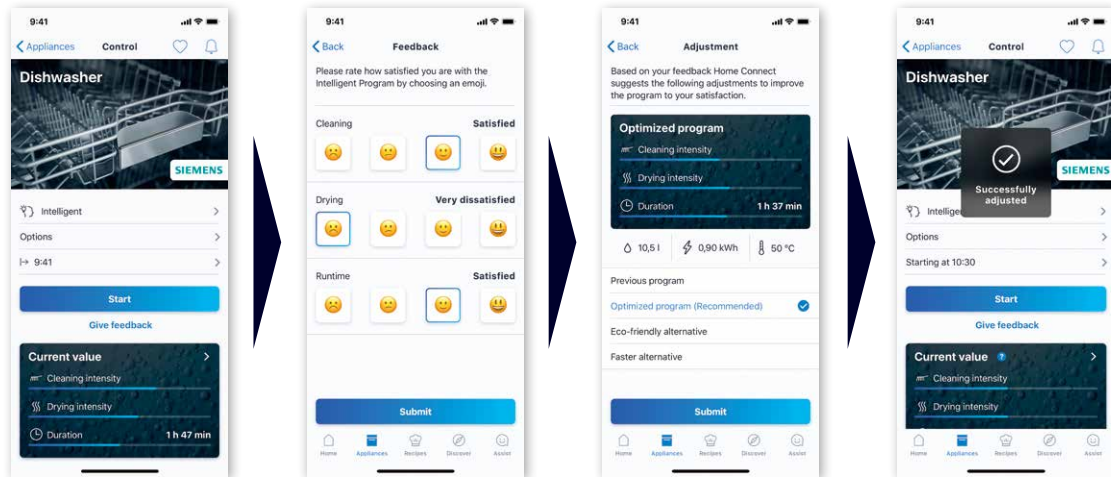 9:41
Appliances Control
Dishwasher
SIEMENS
Intelligent
Options
9:41
Start
Give feedback
Current value
Cleaning intensity
Drying intensity
Duration 1 h 47 min
9:41
Back Feedback
Please rate how satisfied you are with the
Intelligent Program by choosing an emoji.
Cleaning Satisfied
Drying Very dissatisfied
Runtime Satisfied
Submit
Home Appliances Recipes Discover Assist
9:41
Back Adjustment
Based on your feedback Home Connect
suggests the following adjustments to improve
the program to your satisfaction.
Optimized program
Cleaning intensity
Drying intensity
Duration 1 h 37 min
10,5 l 0,90 kWh 50 °C
Previous program
Optimized program (Recommended)
Eco-friendly alternative
Faster alternative
Submit
Home Appliances Recipes Discover Assist
9:41
Appliances Control
Dishwasher
SIEMENS
Successfully
adjusted
Options
Starting at 10:30
Start
Give feedback
Current value ?
Cleaning intensity
Drying intensity
Home Appliances Recipes Discover Assist